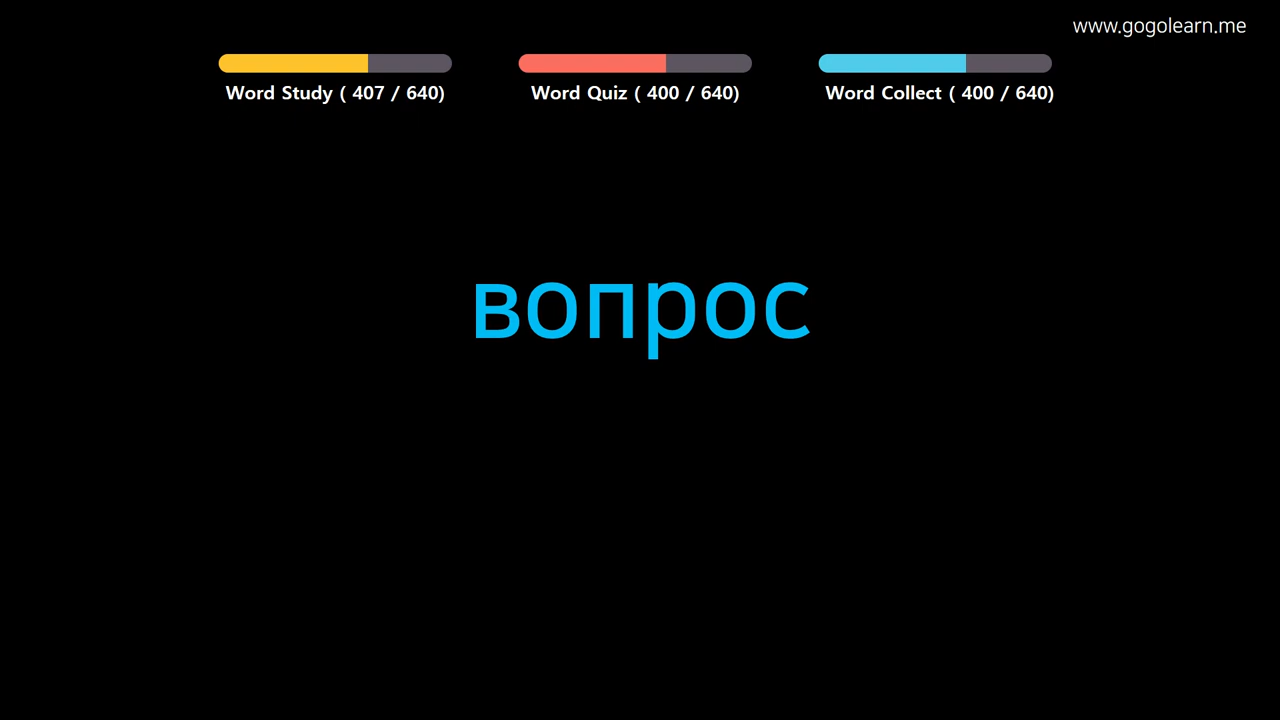 www.gogolearn.me
Word Study ( 407 / 640) Word Quiz ( 400 / 640) Word Collect ( 400 / 640)
вопрос